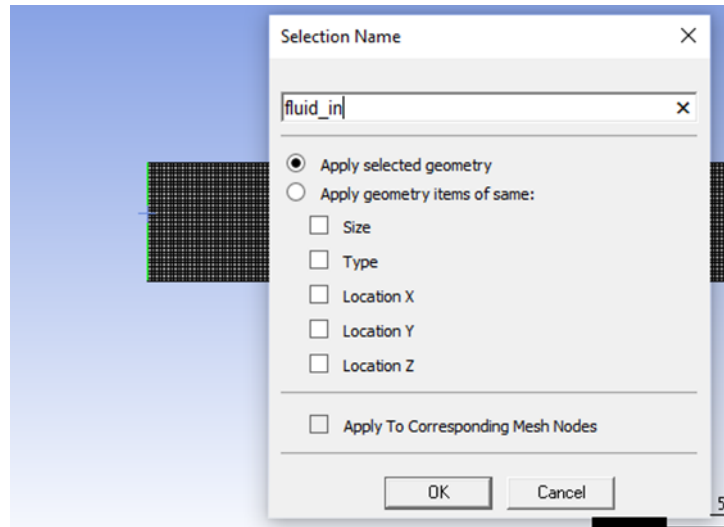 Selection Name
fluid_in
Apply selected geometry
Apply geometry items of same:
Size
Type
Location X
Location Y
Location Z
Apply To Corresponding Mesh Nodes
OK
Cancel
5